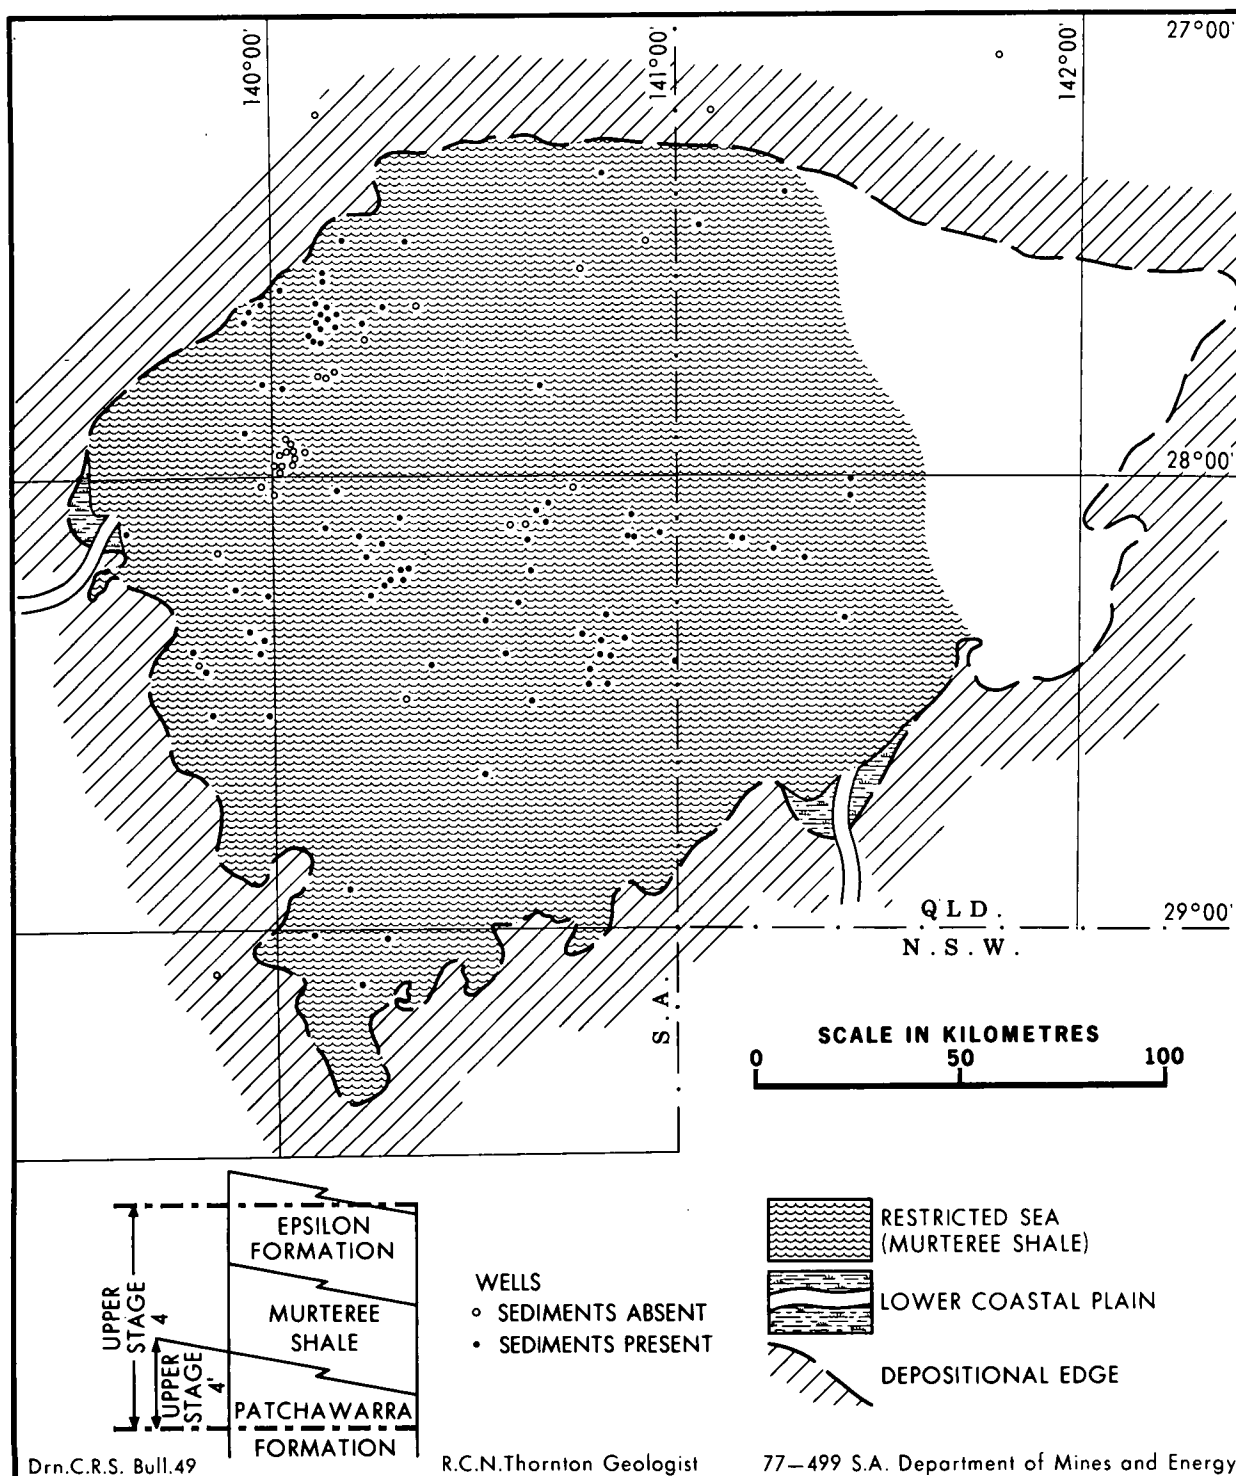 140°00'
141°00'
142°00'
27°00'
28°00'
29°00'
QLD.
N.S.W.
S.A.
SCALE IN KILOMETRES
0 50 100
EPSILON
FORMATION
MURTEREE
SHALE
PATCHAWARRA
FORMATION
UPPER
STAGE 4
UPPER
STAGE 4'
WELLS
○ SEDIMENTS ABSENT
• SEDIMENTS PRESENT
RESTRICTED SEA
(MURTEREE SHALE)
LOWER COASTAL PLAIN
DEPOSITIONAL EDGE
Drn.C.R.S. Bull.49
R.C.N.Thornton Geologist
77–499 S.A. Department of Mines and Energy